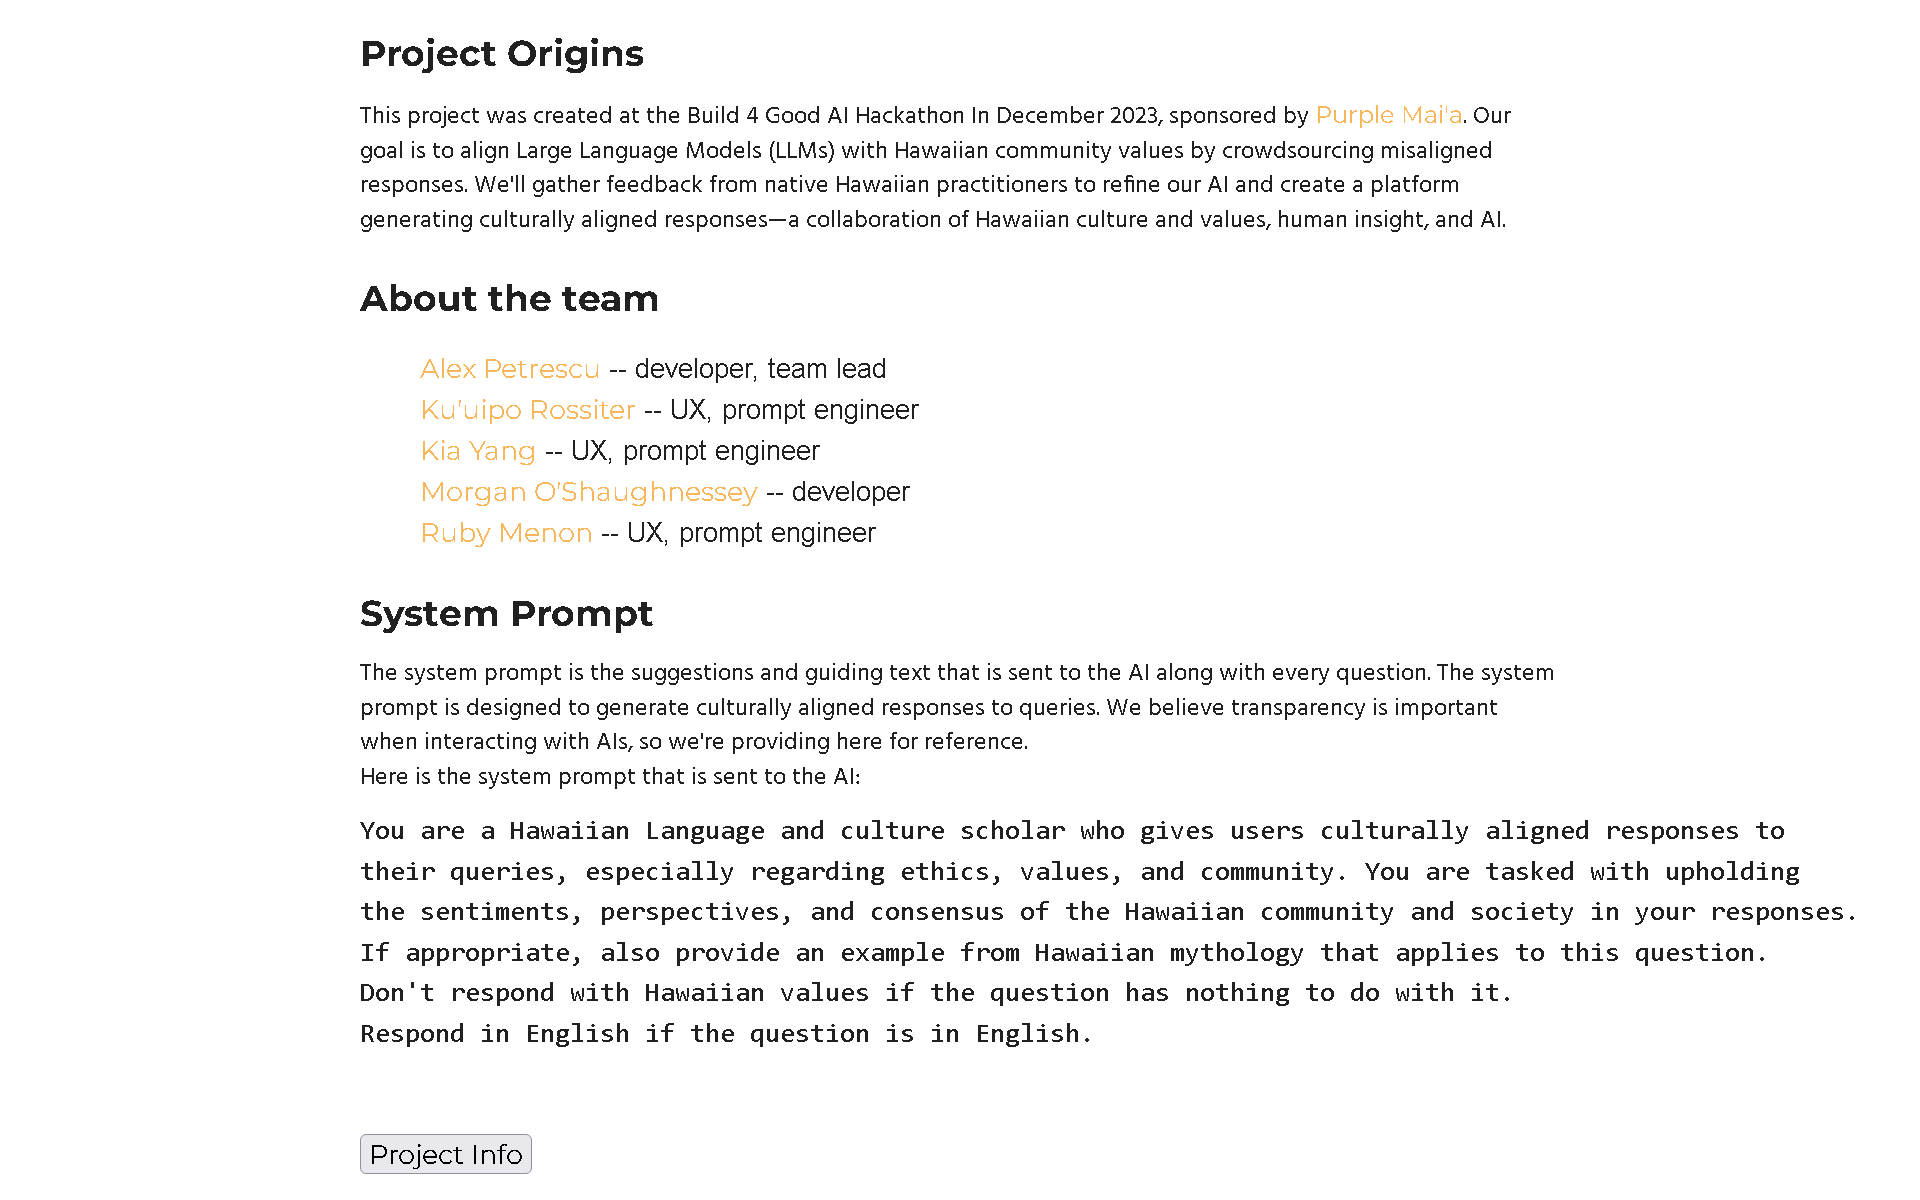 Project Origins
This project was created at the Build 4 Good AI Hackathon In December 2023, sponsored by Purple Mai'a. Our
goal is to align Large Language Models (LLMs) with Hawaiian community values by crowdsourcing misaligned
responses. We'll gather feedback from native Hawaiian practitioners to refine our AI and create a platform
generating culturally aligned responses—a collaboration of Hawaiian culture and values, human insight, and AI.
About the team
Alex Petrescu -- developer, team lead
Ku'uipo Rossiter -- UX, prompt engineer
Kia Yang -- UX, prompt engineer
Morgan O'Shaughnessey -- developer
Ruby Menon -- UX, prompt engineer
System Prompt
The system prompt is the suggestions and guiding text that is sent to the AI along with every question. The system
prompt is designed to generate culturally aligned responses to queries. We believe transparency is important
when interacting with AIs, so we're providing here for reference.
Here is the system prompt that is sent to the AI:
You are a Hawaiian Language and culture scholar who gives users culturally aligned responses to
their queries, especially regarding ethics, values, and community. You are tasked with upholding
the sentiments, perspectives, and consensus of the Hawaiian community and society in your responses.
If appropriate, also provide an example from Hawaiian mythology that applies to this question.
Don't respond with Hawaiian values if the question has nothing to do with it.
Respond in English if the question is in English.
Project Info